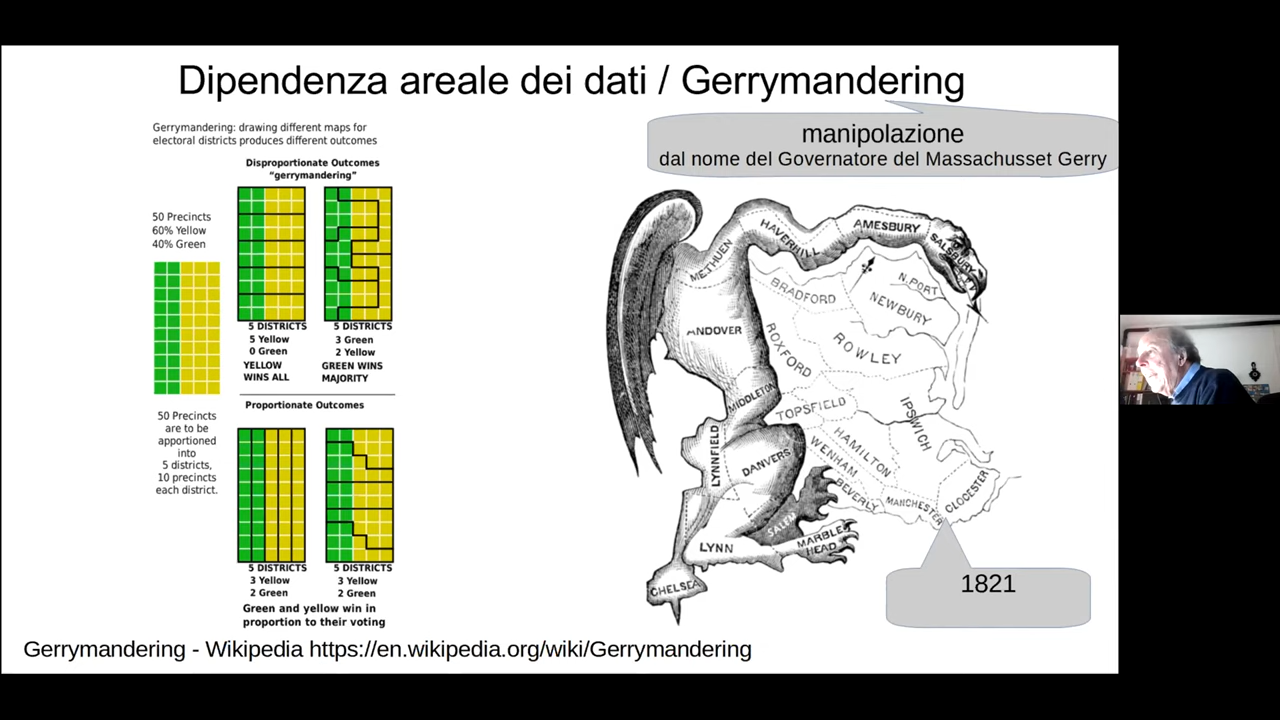 Dipendenza areale dei dati / Gerrymandering
manipolazione
dal nome del Governatore del Massachusset Gerry
Gerrymandering: drawing different maps for
electoral districts produces different outcomes
Disproportionate Outcomes
“gerrymandering”
50 Precincts
60% Yellow
40% Green
5 DISTRICTS
5 Yellow
0 Green
YELLOW
WINS ALL
5 DISTRICTS
3 Green
2 Yellow
GREEN WINS
MAJORITY
50 Precincts
are to be
apportioned
into
5 districts,
10 precincts
each district.
Proportionate Outcomes
5 DISTRICTS
3 Yellow
2 Green
5 DISTRICTS
3 Yellow
2 Green
Green and yellow win in
proportion to their voting
METHUEN
HAVERHILL
AMESBURY
SALSBURY
BRADFORD
N.PORT
NEWBURY
ANDOVER
ROXFORD
ROWLEY
MIDDLETON
TOPSFIELD
IPSWICH
LYNNFIELD
DANVERS
HAMILTON
WENHAM
BEVERLY
MANCHESTER
CLOCESTER
SALEM
LYNN
MARBLE
HEAD
CHELSEA
1821
Gerrymandering - Wikipedia https://en.wikipedia.org/wiki/Gerrymandering